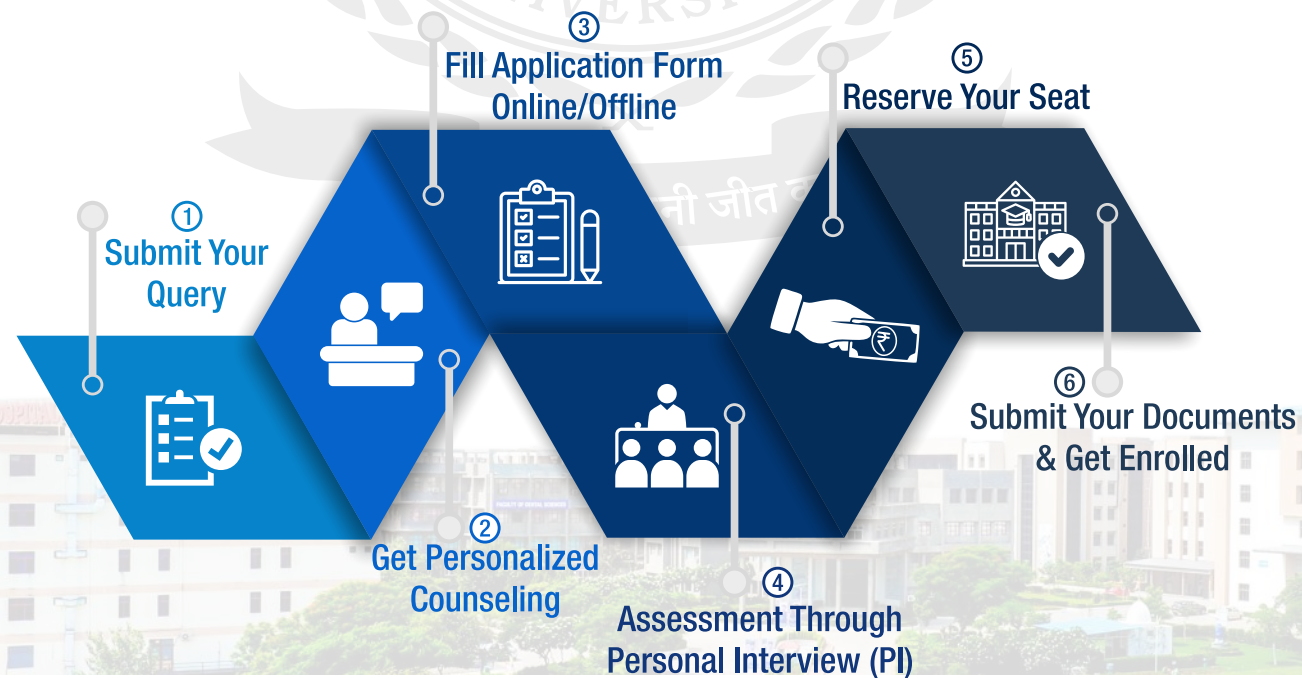 ①
Submit Your
Query
②
Get Personalized
Counseling
③
Fill Application Form
Online/Offline
④
Assessment Through
Personal Interview (PI)
⑤
Reserve Your Seat
₹
⑥
Submit Your Documents
& Get Enrolled
जीत